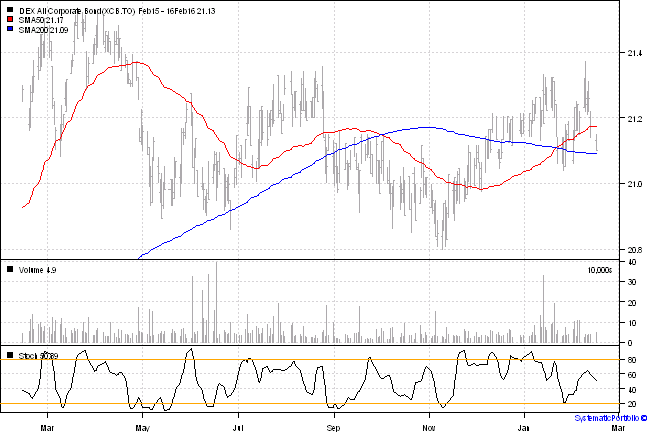 DEX All Corporate Bond(XCB.TO) Feb15 - 16Feb16 21.13
SMA50 21.17
SMA200 21.09
21.4
21.2
21.0
20.8
Volume 4.9
10,000s
40
30
20
10
0
Stoch
80
60
40
20
Mar
May
Jul
Sep
Nov
Jan
Mar
SystematicPortfolio ©